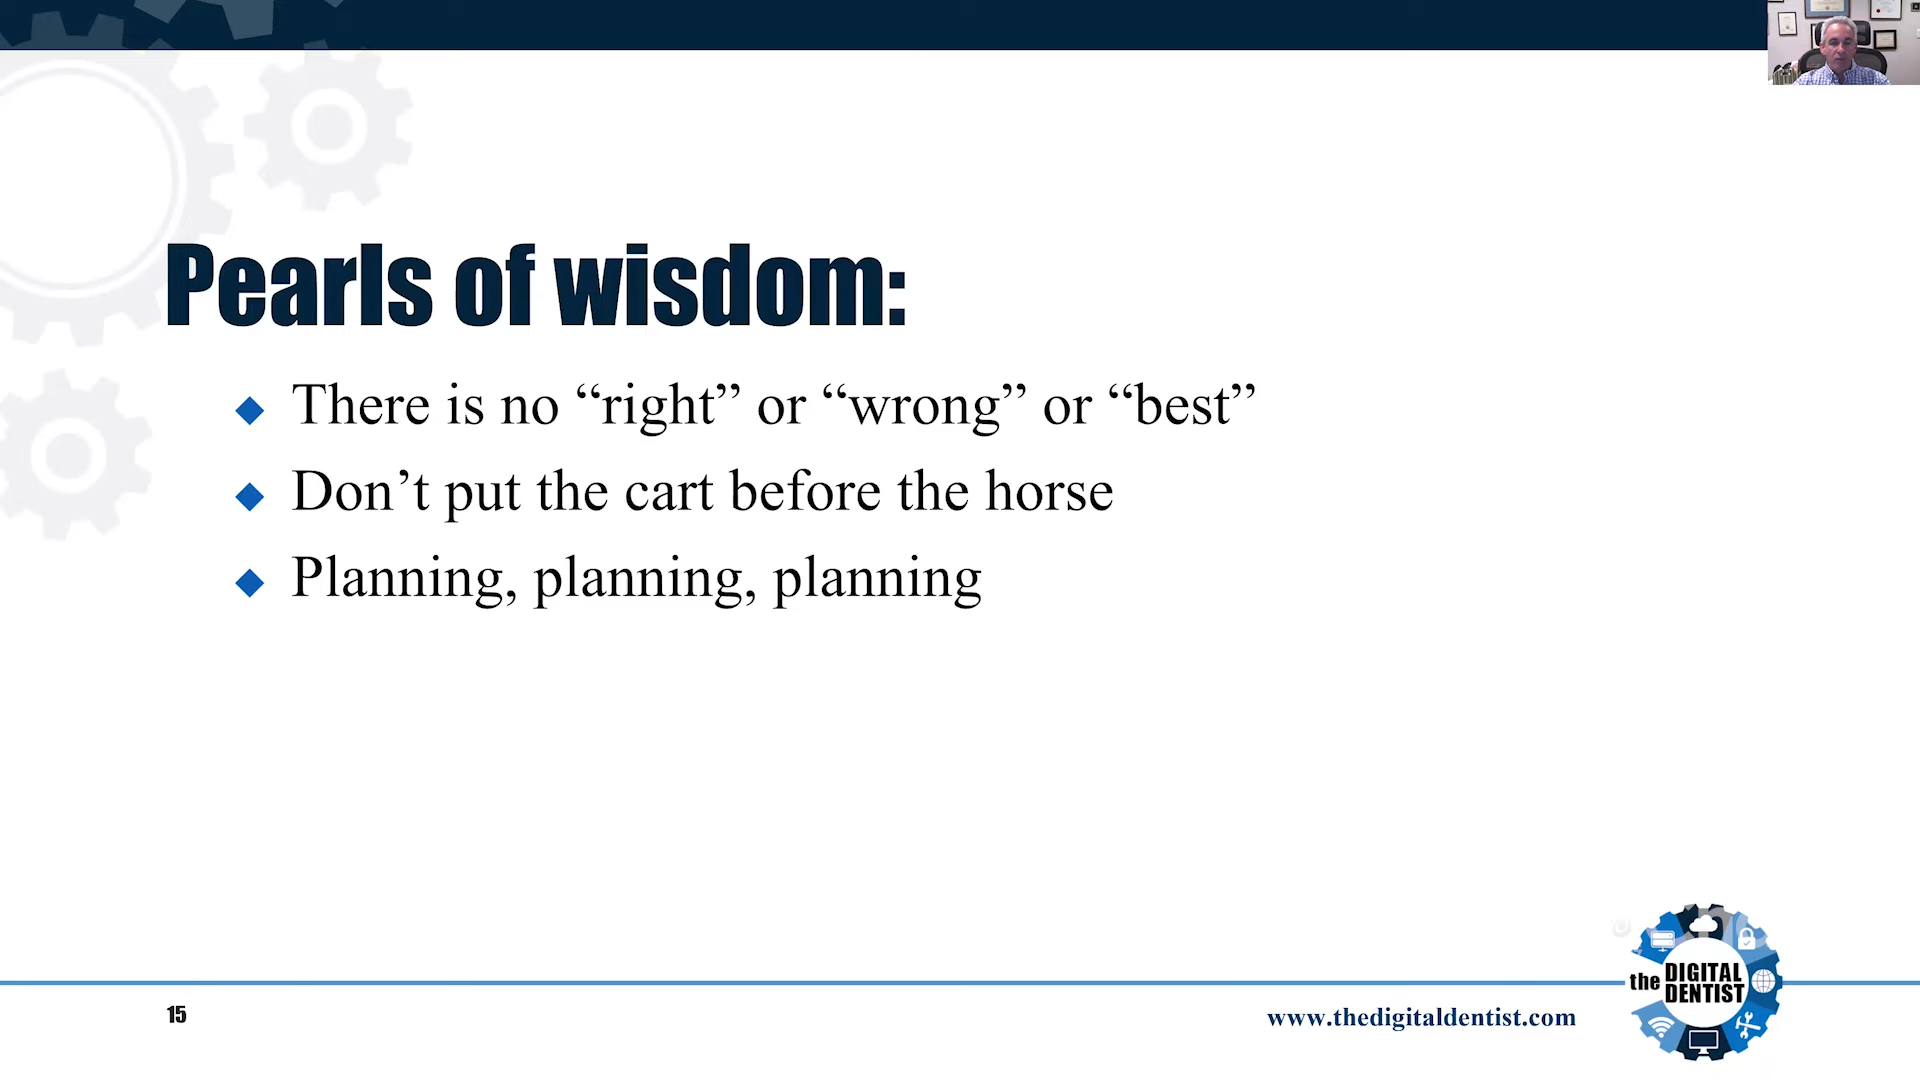 Pearls of wisdom:
There is no “right” or “wrong” or “best”
Don’t put the cart before the horse
Planning, planning, planning
the DIGITAL
DENTIST
15
www.thedigitaldentist.com